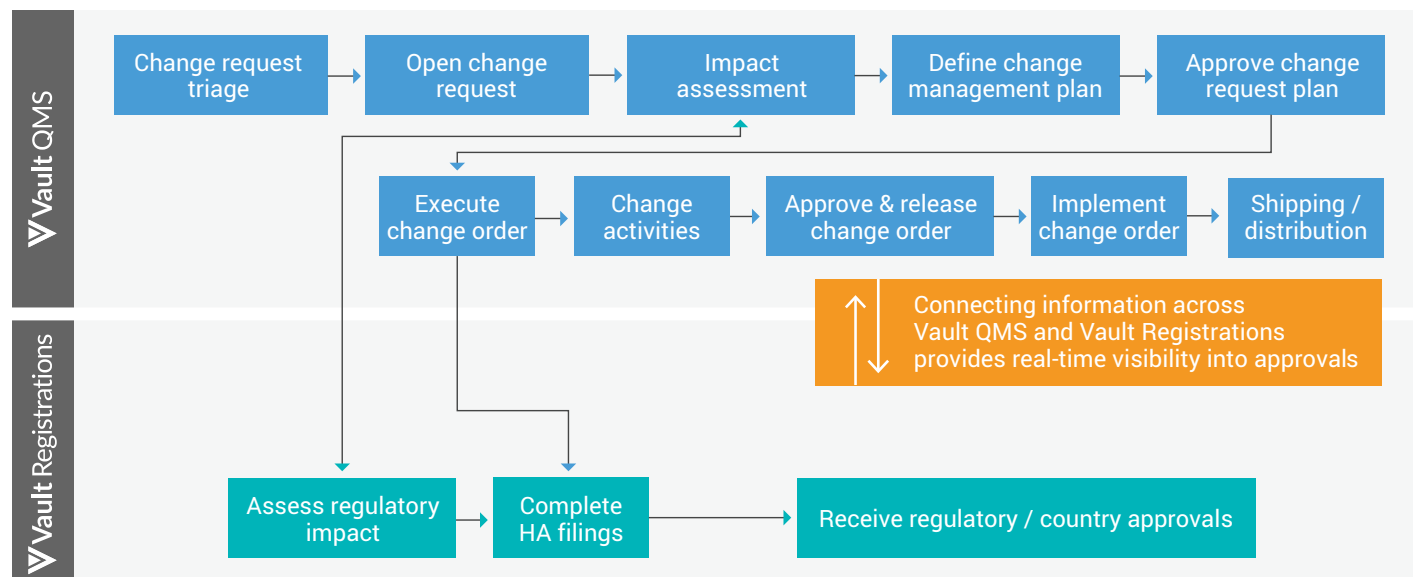 Vault QMS
Change request
triage
Open change
request
Impact
assessment
Define change
management plan
Approve change
request plan
Execute
change order
Change
activities
Approve & release
change order
Implement
change order
Shipping /
distribution
Connecting information across
Vault QMS and Vault Registrations
provides real-time visibility into approvals
Vault Registrations
Assess regulatory
impact
Complete
HA filings
Receive regulatory / country approvals